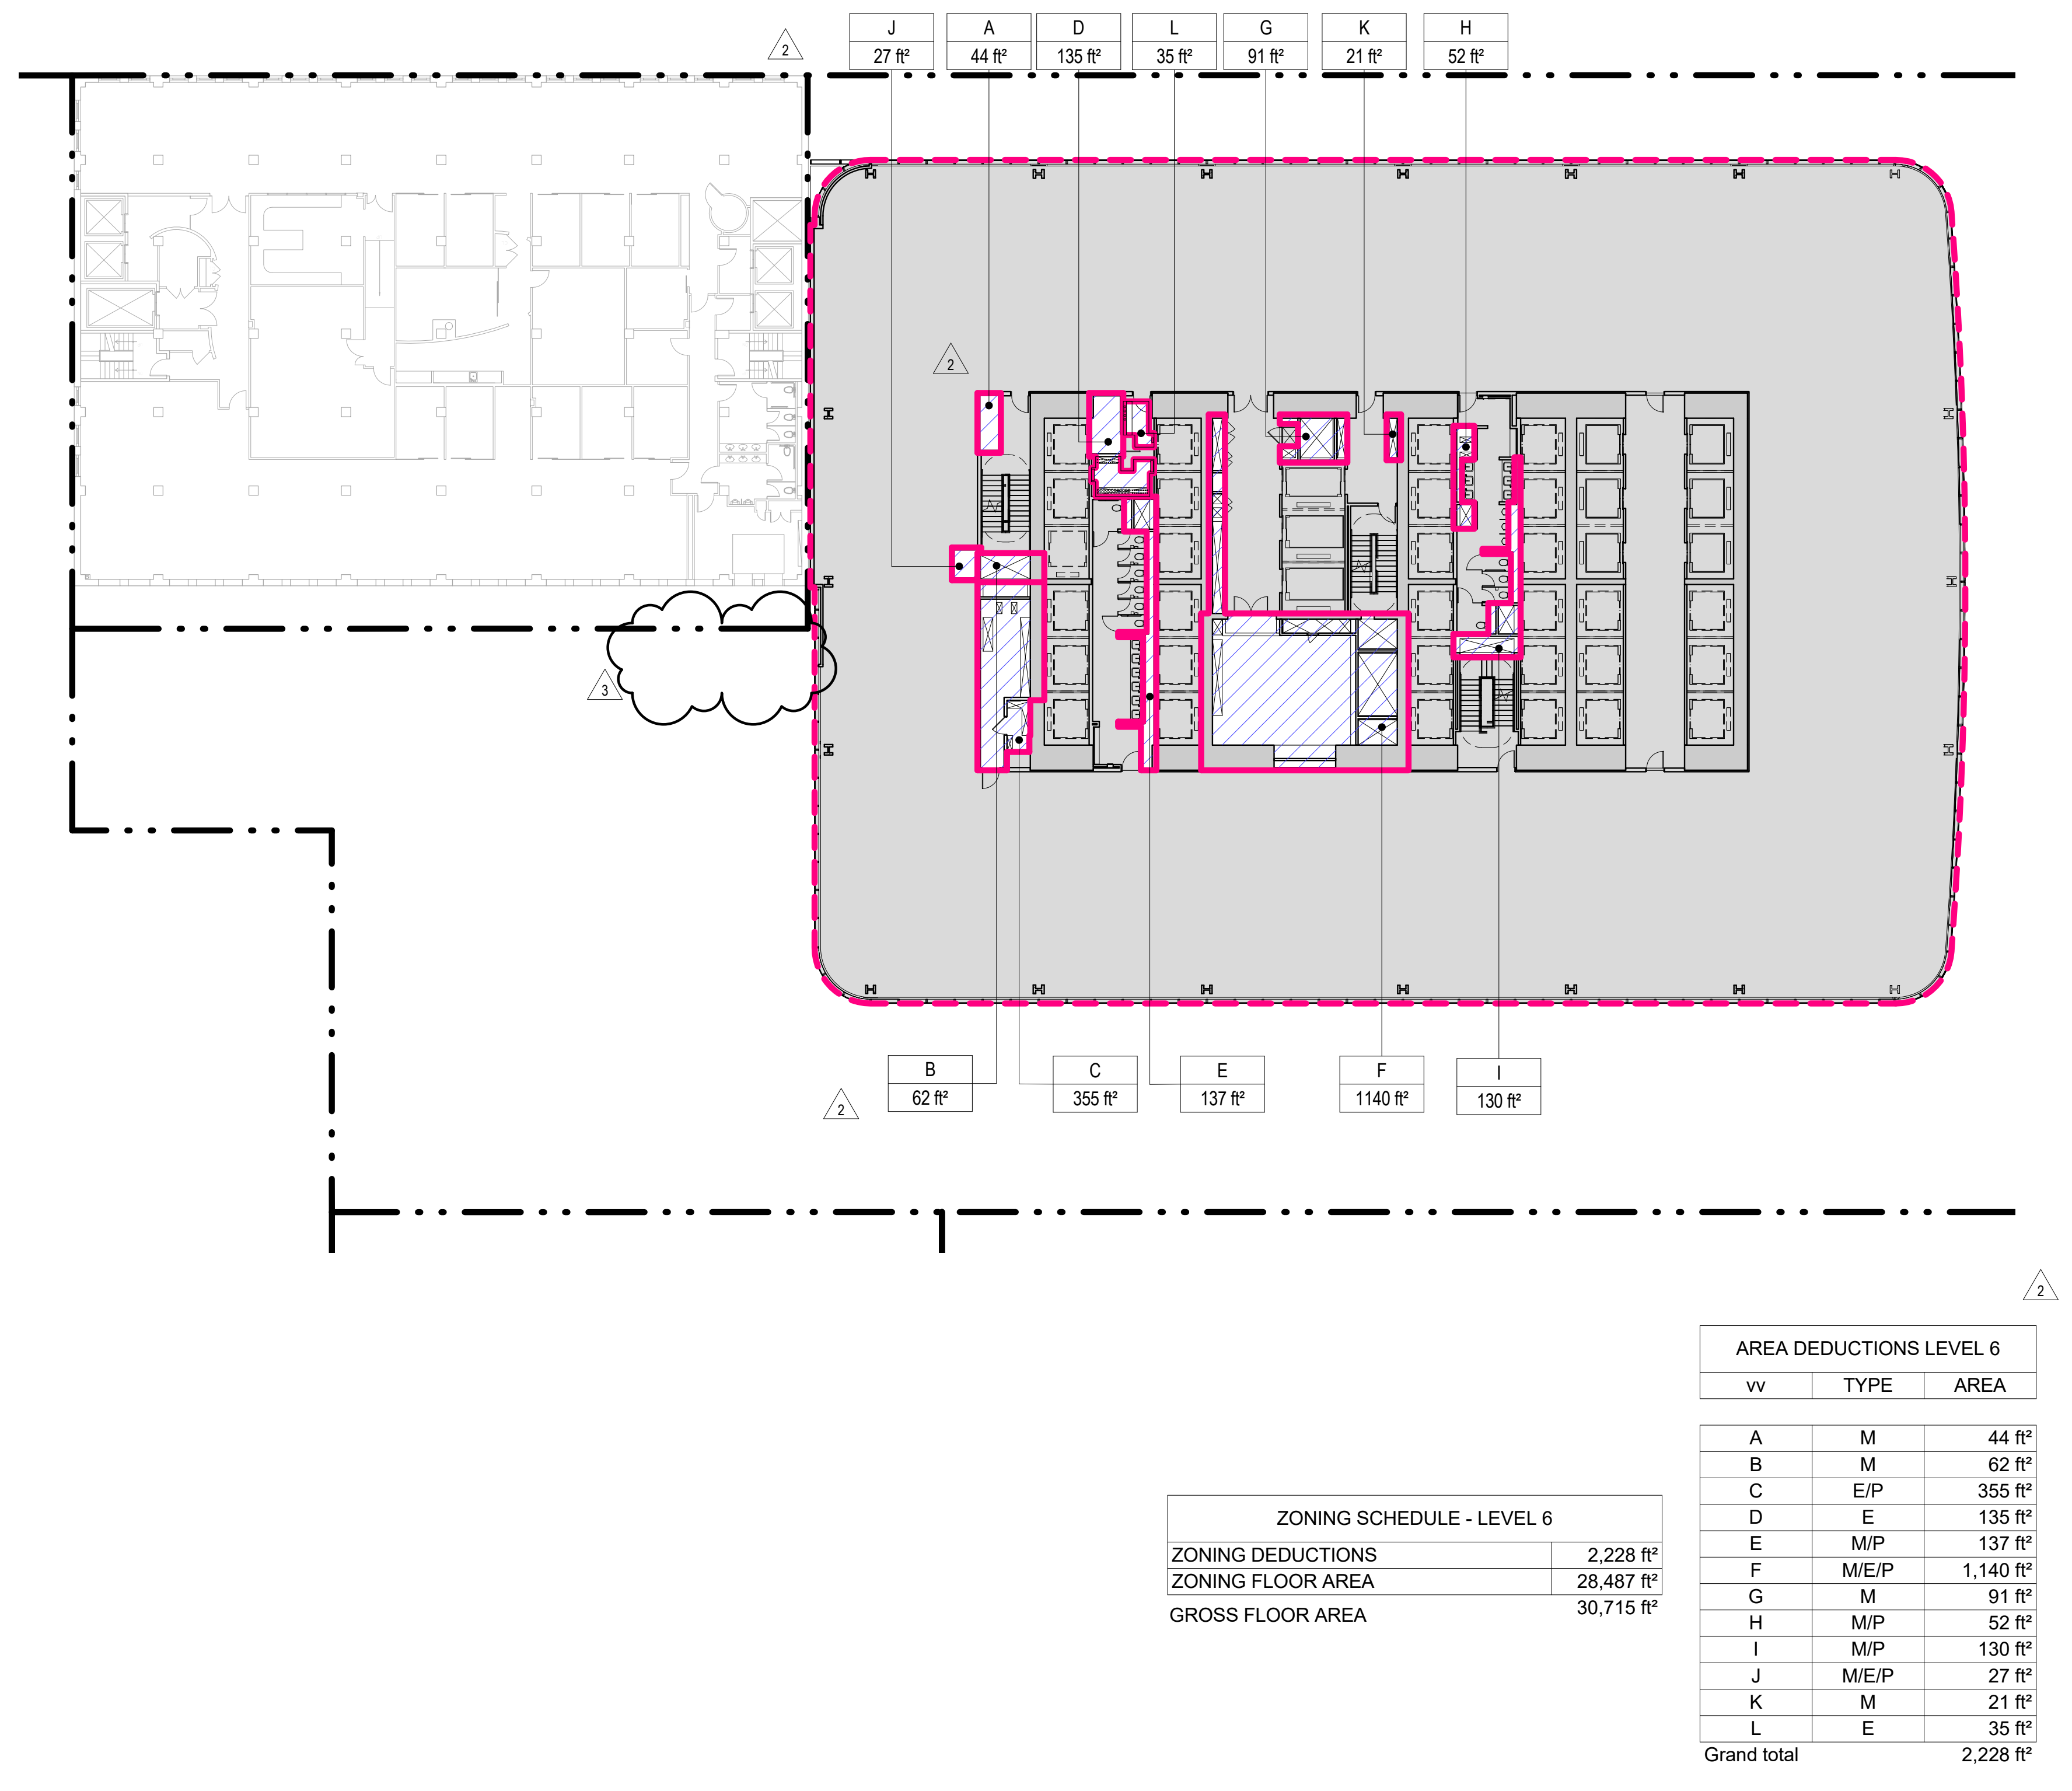 J A D L G K H
27 ft² 44 ft² 135 ft² 35 ft² 91 ft² 21 ft² 52 ft²
2
2
3
B C E F I
62 ft² 355 ft² 137 ft² 1140 ft² 130 ft²
2
2
AREA DEDUCTIONS LEVEL 6
vv TYPE AREA
A M 44 ft²
B M 62 ft²
C E/P 355 ft²
D E 135 ft²
E M/P 137 ft²
F M/E/P 1,140 ft²
G M 91 ft²
H M/P 52 ft²
I M/P 130 ft²
J M/E/P 27 ft²
K M 21 ft²
L E 35 ft²
Grand total 2,228 ft²
ZONING SCHEDULE - LEVEL 6
ZONING DEDUCTIONS 2,228 ft²
ZONING FLOOR AREA 28,487 ft²
GROSS FLOOR AREA 30,715 ft²